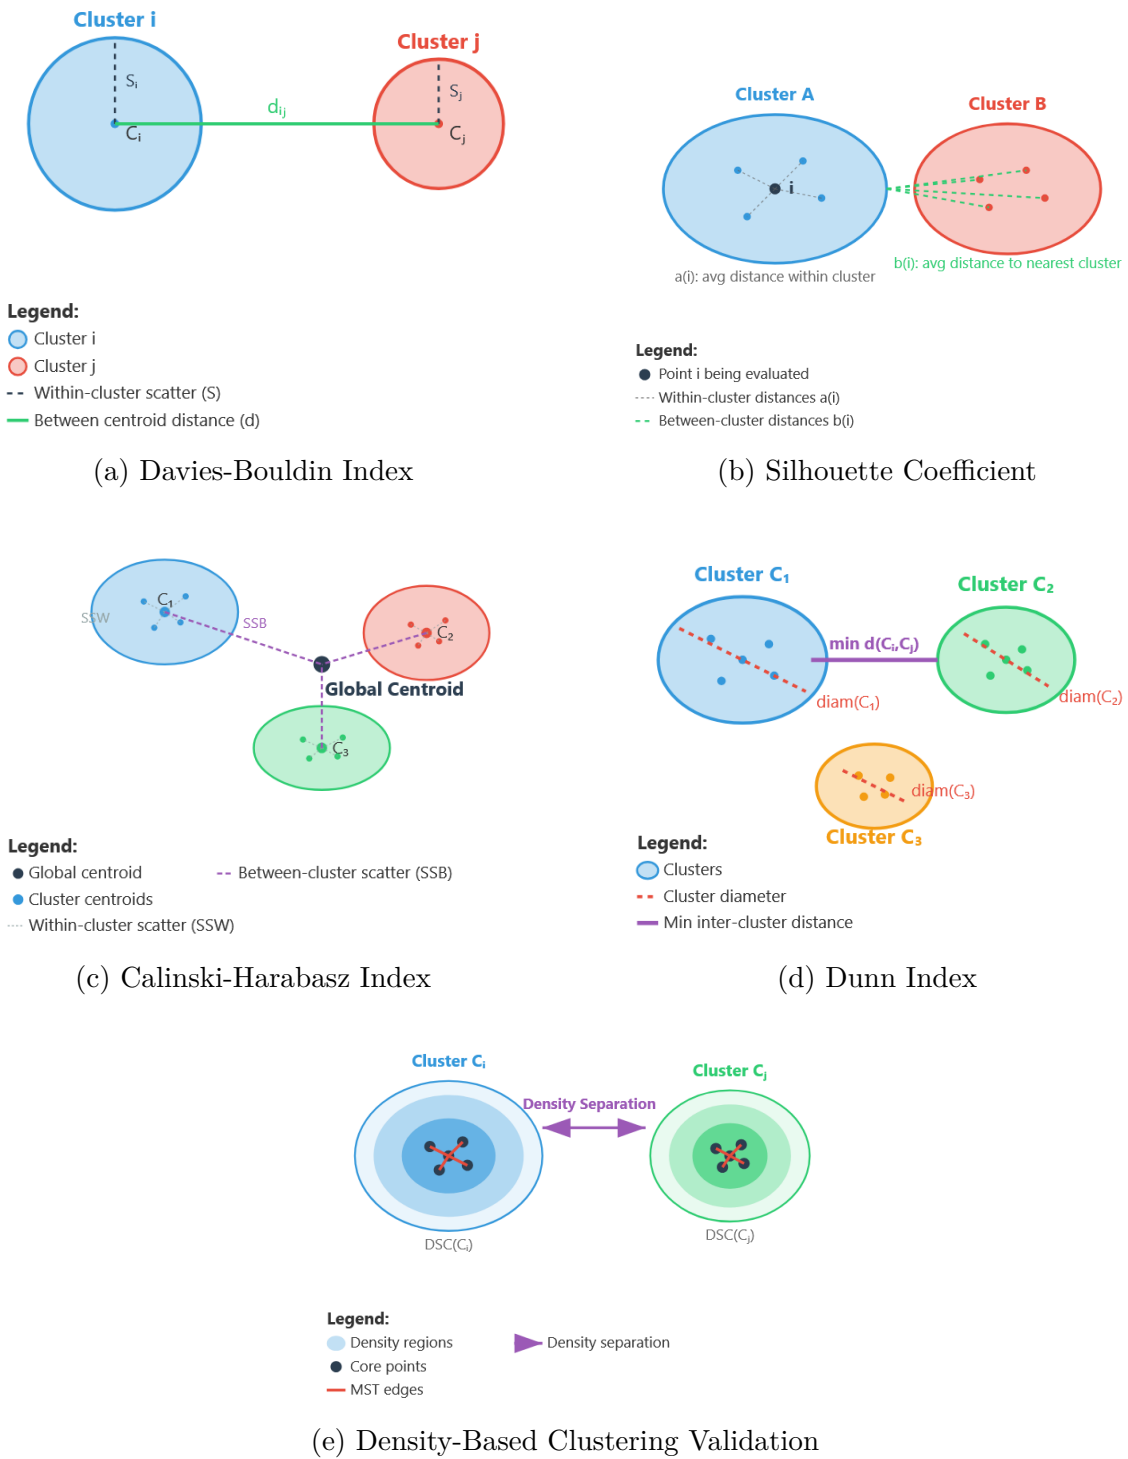 Cluster i
Cluster j
Sᵢ
Sⱼ
dᵢⱼ
Cᵢ
Cⱼ
Legend:
Cluster i
Cluster j
Within-cluster scatter (S)
Between centroid distance (d)
(a) Davies-Bouldin Index
Cluster A
Cluster B
i
a(i): avg distance within cluster
b(i): avg distance to nearest cluster
Legend:
Point i being evaluated
Within-cluster distances a(i)
Between-cluster distances b(i)
(b) Silhouette Coefficient
C₁
SSW
SSB
C₂
Global Centroid
C₃
Legend:
Global centroid
Between-cluster scatter (SSB)
Cluster centroids
Within-cluster scatter (SSW)
(c) Calinski-Harabasz Index
Cluster C₁
Cluster C₂
min d(Cᵢ,Cⱼ)
diam(C₁)
diam(C₂)
diam(C₃)
Cluster C₃
Legend:
Clusters
Cluster diameter
Min inter-cluster distance
(d) Dunn Index
Cluster Cᵢ
Cluster Cⱼ
Density Separation
DSC(Cᵢ)
DSC(Cⱼ)
Legend:
Density regions
Density separation
Core points
MST edges
(e) Density-Based Clustering Validation